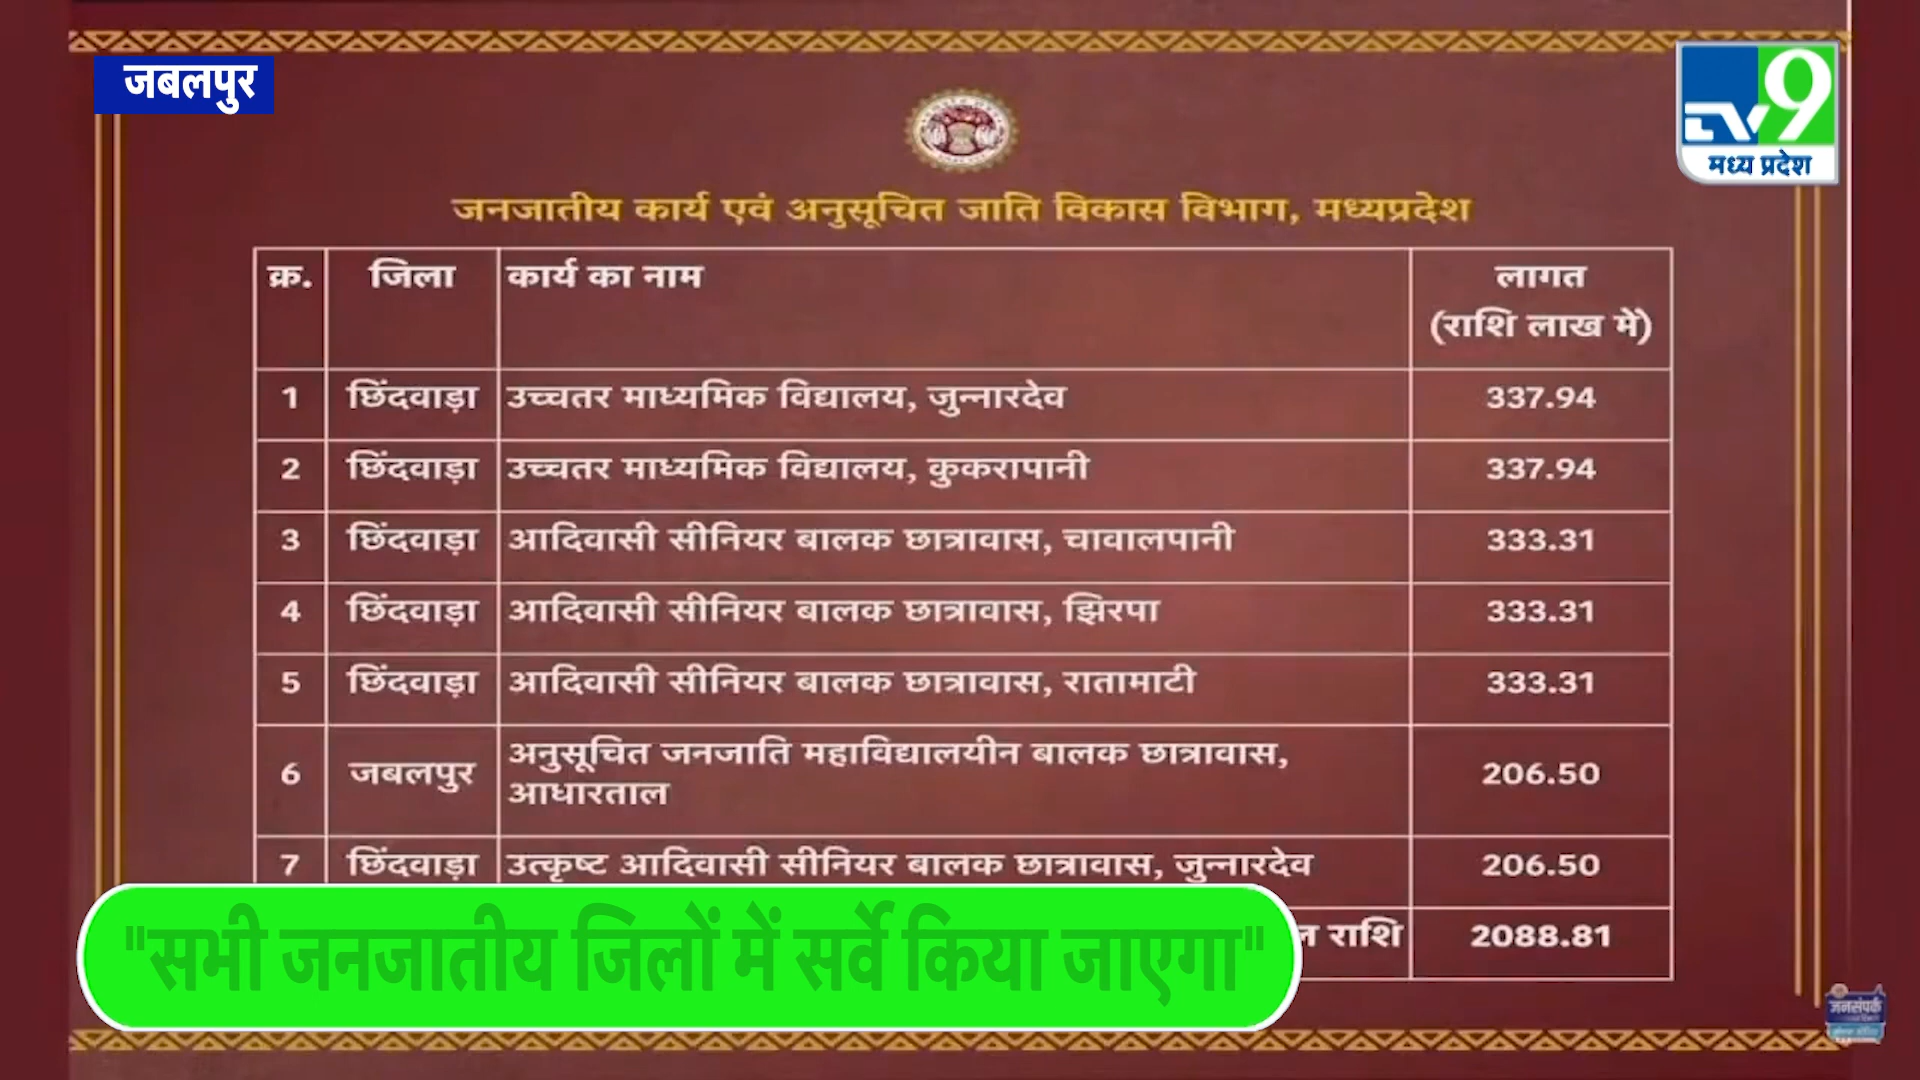 जबलपुर
TV9
मध्य प्रदेश
जनजातीय कार्य एवं अनुसूचित जाति विकास विभाग, मध्यप्रदेश
क्र. जिला कार्य का नाम लागत
(राशि लाख में)
1 छिंदवाड़ा उच्चतर माध्यमिक विद्यालय, जुन्नारदेव 337.94
2 छिंदवाड़ा उच्चतर माध्यमिक विद्यालय, कुकरापानी 337.94
3 छिंदवाड़ा आदिवासी सीनियर बालक छात्रावास, चावालपानी 333.31
4 छिंदवाड़ा आदिवासी सीनियर बालक छात्रावास, झिरपा 333.31
5 छिंदवाड़ा आदिवासी सीनियर बालक छात्रावास, रातामाटी 333.31
6 जबलपुर अनुसूचित जनजाति महाविद्यालयीन बालक छात्रावास,
आधारताल 206.50
7 छिंदवाड़ा उत्कृष्ट आदिवासी सीनियर बालक छात्रावास, जुन्नारदेव 206.50
राशि 2088.81
"सभी जनजातीय जिलों में सर्वे किया जाएगा"
जनसंपर्क